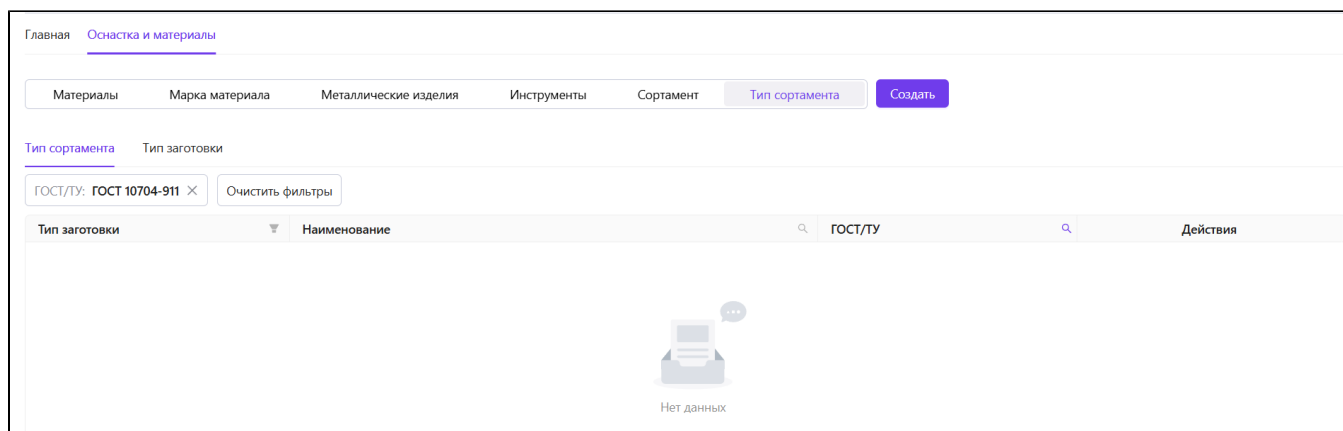 Главная Оснастка и материалы
Материалы Марка материала Металлические изделия Инструменты Сортамент Тип сортамента Создать
Тип сортамента Тип заготовки
ГОСТ/ТУ: ГОСТ 10704-911 Очистить фильтры
Тип заготовки Наименование ГОСТ/ТУ Действия
Нет данных